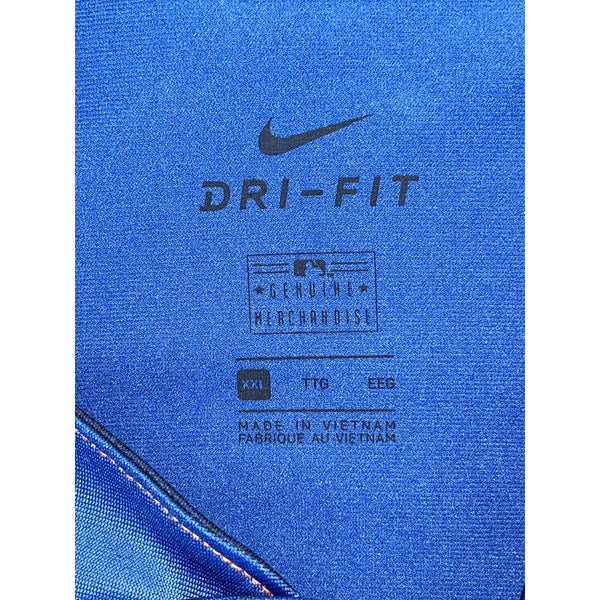 DRI-FIT
GENUINE
MERCHANDISE
XXL TTG EEG
MADE IN VIETNAM
FABRIQUE AU VIETNAM